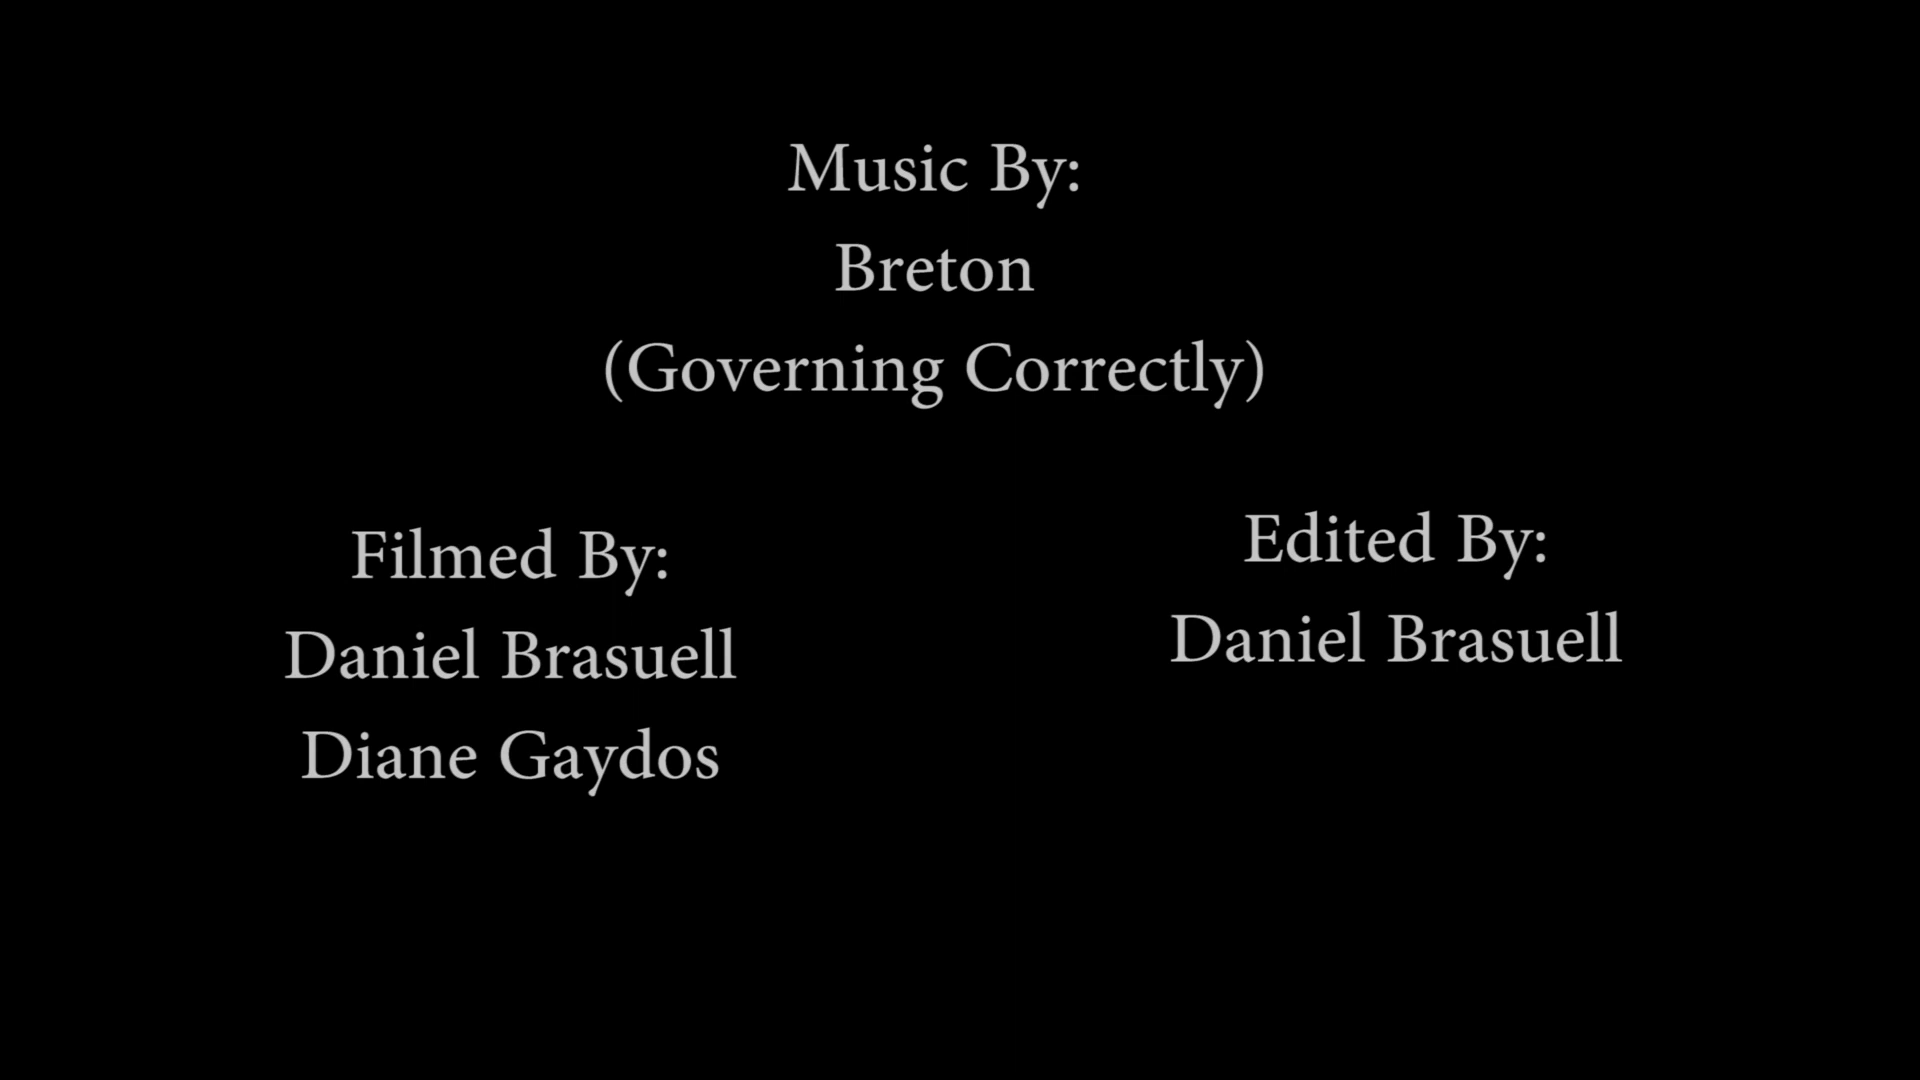 Music By:
Breton
(Governing Correctly)
Filmed By:
Daniel Brasuell
Diane Gaydos
Edited By:
Daniel Brasuell